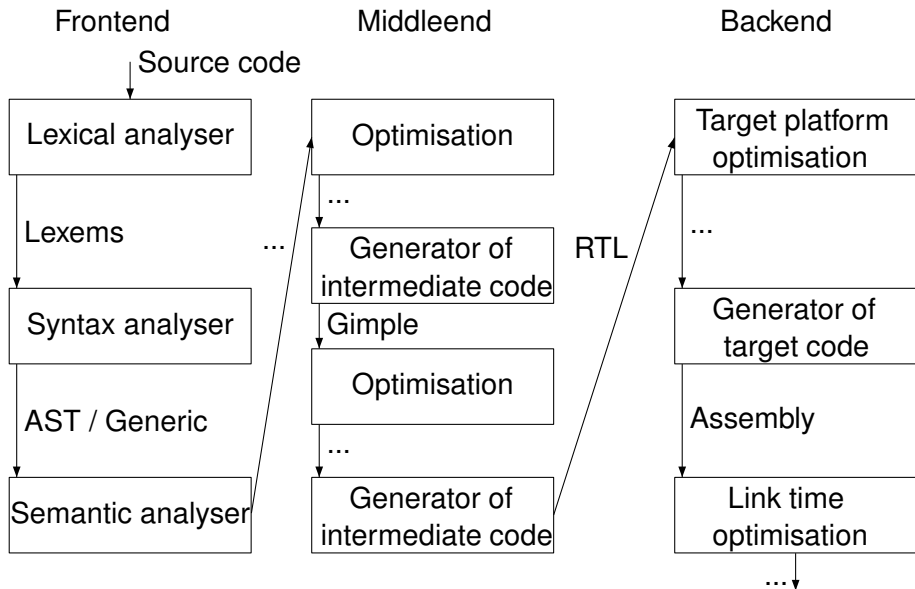 Frontend
Middleend
Backend
Source code
Lexical analyser
Lexems
Syntax analyser
AST / Generic
Semantic analyser
...
Optimisation
...
Generator of
intermediate code
Gimple
Optimisation
...
Generator of
intermediate code
RTL
Target platform
optimisation
...
Generator of
target code
Assembly
Link time
optimisation
...